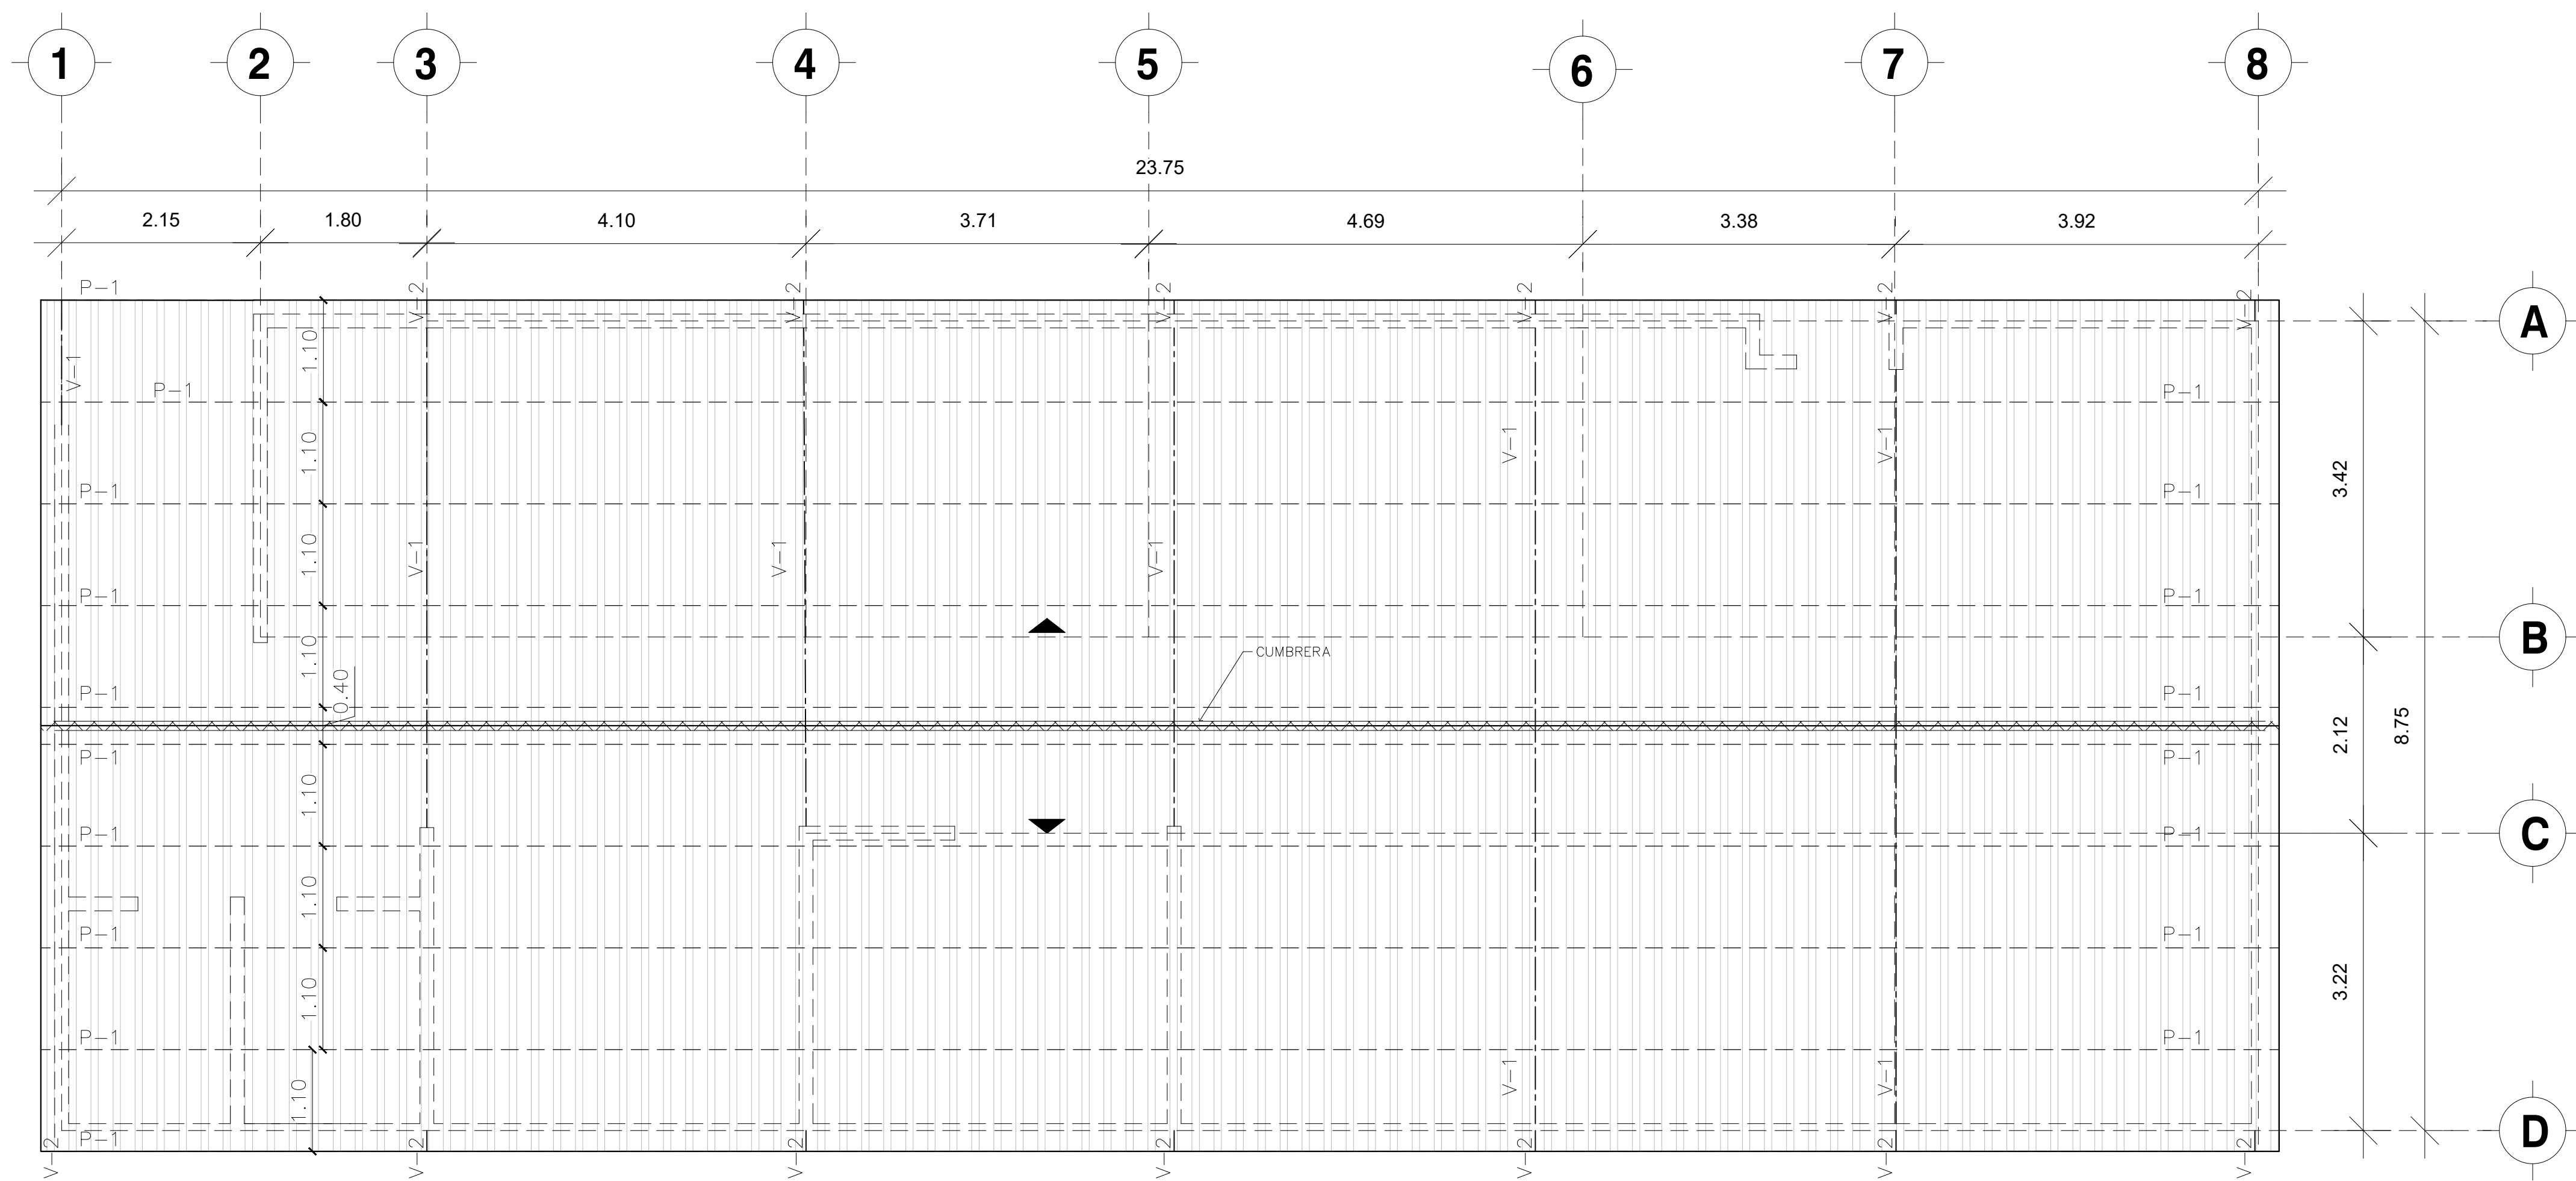 1 2 3 4 5 6 7 8
23.75
2.15 1.80 4.10 3.71 4.69 3.38 3.92
P-1 V-2 V-2 V-2 V-2 V-2 V-2
A
1.10
V-1
P-1 P-1
V-1 V-1
1.10
3.42
P-1 P-1
1.10
V-1 V-1 V-1
P-1 P-1
B
1.10
CUMBRERA
0.40
P-1 P-1
2.12
8.75
P-1 P-1
1.10
P-1 P-1
C
1.10
P-1 P-1
1.10
3.22
P-1 P-1
V-1 V-1
1.10
D
P-1
V-2 V-2 V-2 V-2 V-2 V-2 V-2